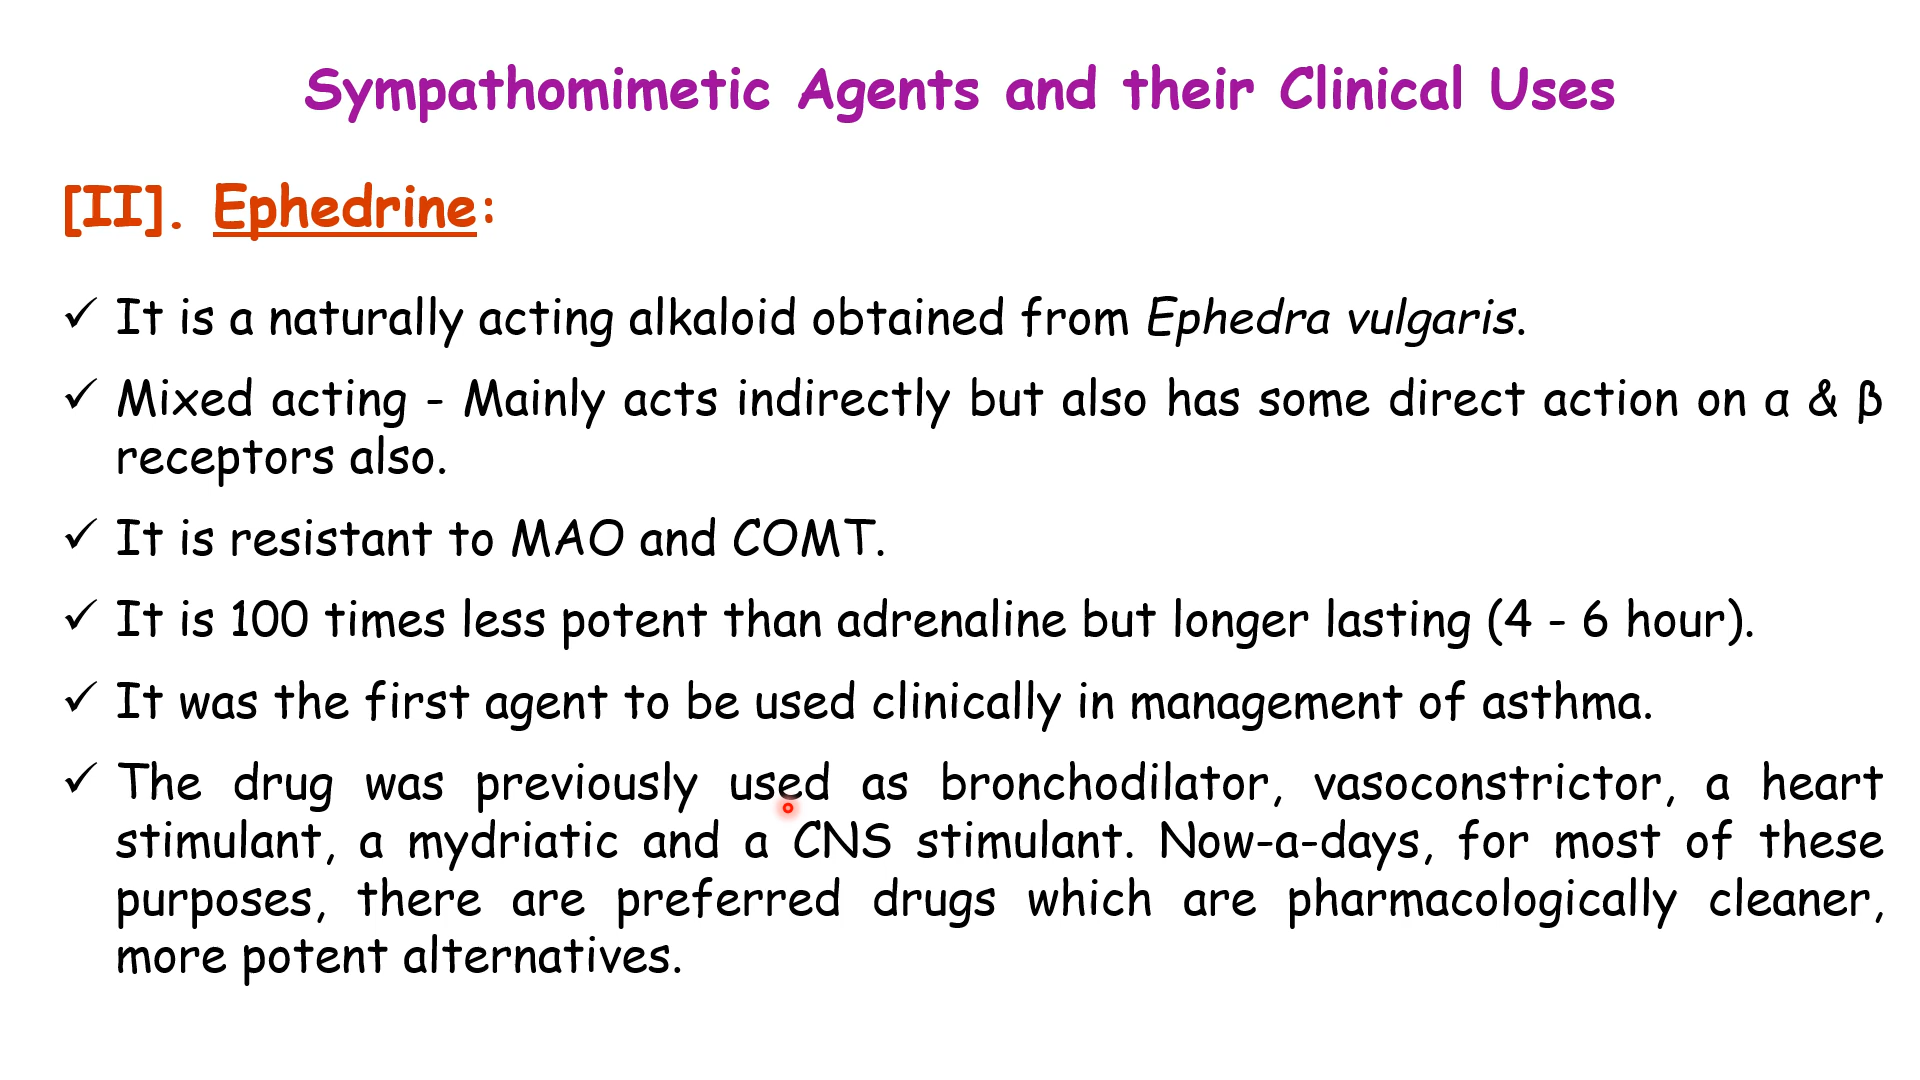 Sympathomimetic Agents and their Clinical Uses
[II]. Ephedrine:
✓ It is a naturally acting alkaloid obtained from Ephedra vulgaris.
✓ Mixed acting - Mainly acts indirectly but also has some direct action on α & β
receptors also.
✓ It is resistant to MAO and COMT.
✓ It is 100 times less potent than adrenaline but longer lasting (4 - 6 hour).
✓ It was the first agent to be used clinically in management of asthma.
✓ The drug was previously used as bronchodilator, vasoconstrictor, a heart
stimulant, a mydriatic and a CNS stimulant. Now-a-days, for most of these
purposes, there are preferred drugs which are pharmacologically cleaner,
more potent alternatives.